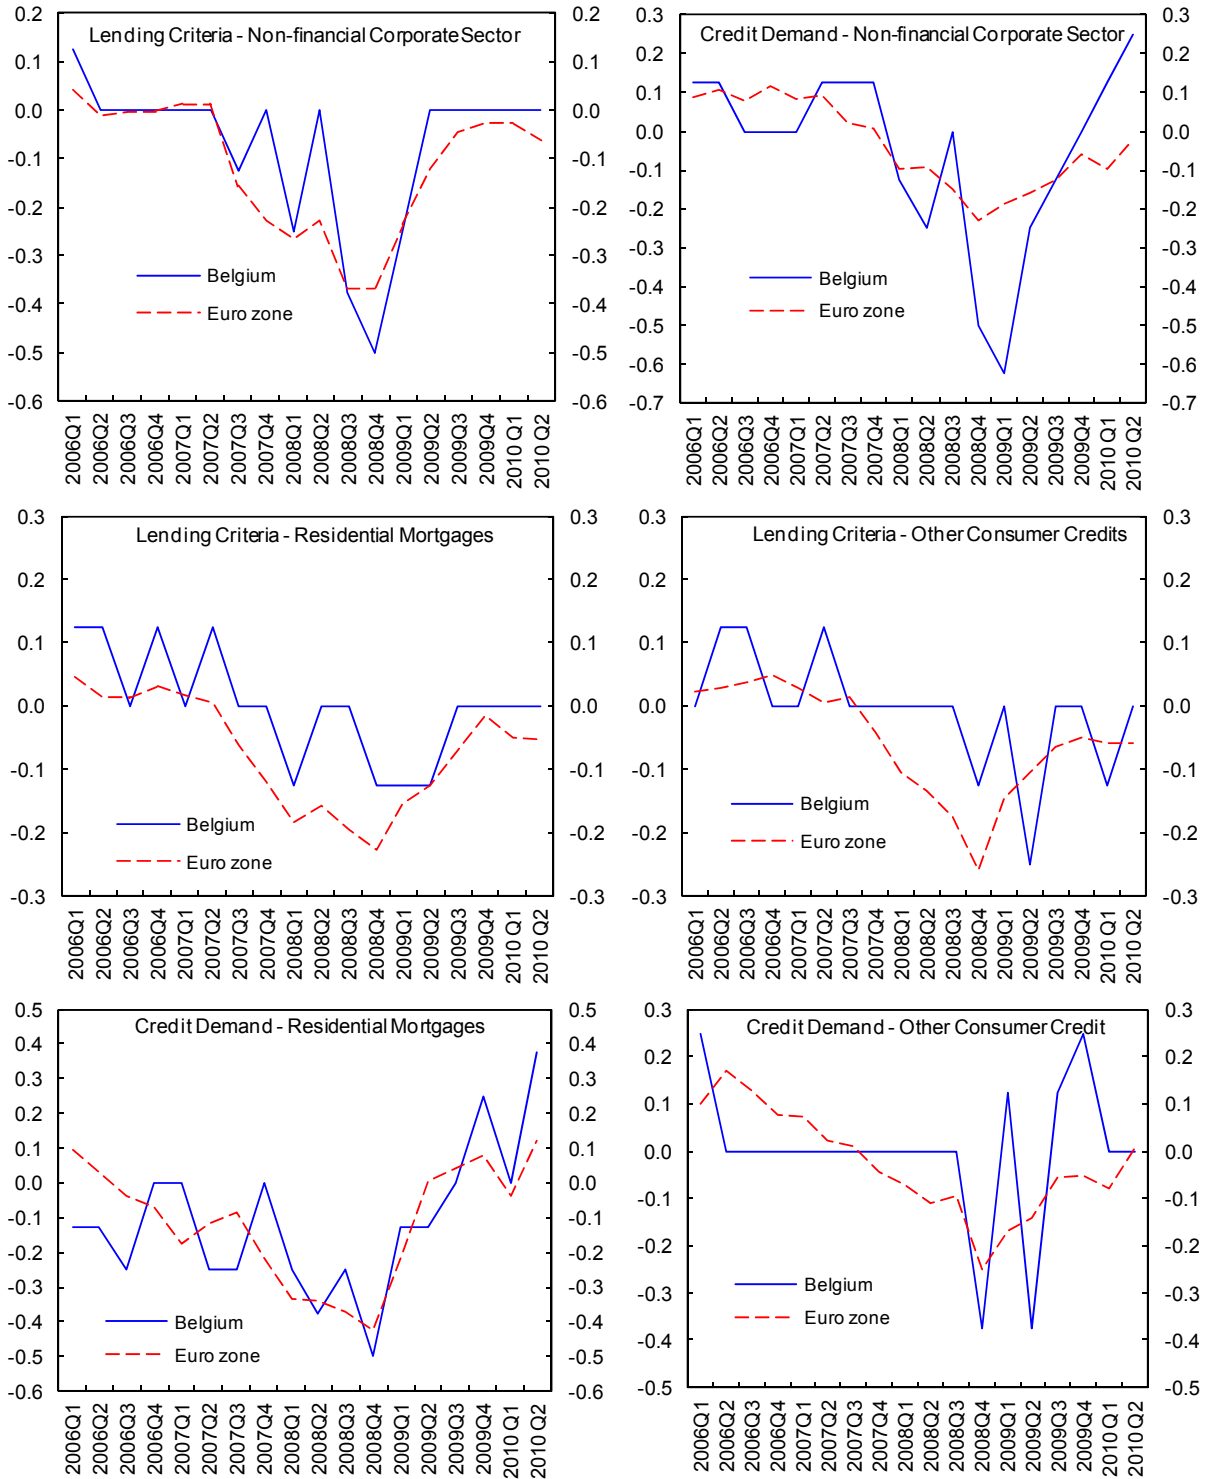 Lending Criteria - Non-financial Corporate Sector
0.2
0.1
0.0
-0.1
-0.2
-0.3
-0.4
-0.5
-0.6
0.2
0.1
0.0
-0.1
-0.2
-0.3
-0.4
-0.5
-0.6
Belgium
Euro zone
2006Q1
2006Q2
2006Q3
2006Q4
2007Q1
2007Q2
2007Q3
2007Q4
2008Q1
2008Q2
2008Q3
2008Q4
2009Q1
2009Q2
2009Q3
2009Q4
2010 Q1
2010 Q2
Credit Demand - Non-financial Corporate Sector
0.3
0.2
0.1
0.0
-0.1
-0.2
-0.3
-0.4
-0.5
-0.6
-0.7
0.3
0.2
0.1
0.0
-0.1
-0.2
-0.3
-0.4
-0.5
-0.6
-0.7
Belgium
Euro zone
2006Q1
2006Q2
2006Q3
2006Q4
2007Q1
2007Q2
2007Q3
2007Q4
2008Q1
2008Q2
2008Q3
2008Q4
2009Q1
2009Q2
2009Q3
2009Q4
2010 Q1
2010 Q2
Lending Criteria - Residential Mortgages
0.3
0.2
0.1
0.0
-0.1
-0.2
-0.3
0.3
0.2
0.1
0.0
-0.1
-0.2
-0.3
Belgium
Euro zone
2006Q1
2006Q2
2006Q3
2006Q4
2007Q1
2007Q2
2007Q3
2007Q4
2008Q1
2008Q2
2008Q3
2008Q4
2009Q1
2009Q2
2009Q3
2009Q4
2010 Q1
2010 Q2
Lending Criteria - Other Consumer Credits
0.3
0.2
0.1
0.0
-0.1
-0.2
-0.3
0.3
0.2
0.1
0.0
-0.1
-0.2
-0.3
Belgium
Euro zone
2006Q1
2006Q2
2006Q3
2006Q4
2007Q1
2007Q2
2007Q3
2007Q4
2008Q1
2008Q2
2008Q3
2008Q4
2009Q1
2009Q2
2009Q3
2009Q4
2010 Q1
2010 Q2
Credit Demand - Residential Mortgages
0.5
0.4
0.3
0.2
0.1
0.0
-0.1
-0.2
-0.3
-0.4
-0.5
-0.6
0.5
0.4
0.3
0.2
0.1
0.0
-0.1
-0.2
-0.3
-0.4
-0.5
-0.6
Belgium
Euro zone
2006Q1
2006Q2
2006Q3
2006Q4
2007Q1
2007Q2
2007Q3
2007Q4
2008Q1
2008Q2
2008Q3
2008Q4
2009Q1
2009Q2
2009Q3
2009Q4
2010 Q1
2010 Q2
Credit Demand - Other Consumer Credit
0.3
0.2
0.1
0.0
-0.1
-0.2
-0.3
-0.4
-0.5
0.3
0.2
0.1
0.0
-0.1
-0.2
-0.3
-0.4
-0.5
Belgium
Euro zone
2006Q1
2006Q2
2006Q3
2006Q4
2007Q1
2007Q2
2007Q3
2007Q4
2008Q1
2008Q2
2008Q3
2008Q4
2009Q1
2009Q2
2009Q3
2009Q4
2010 Q1
2010 Q2